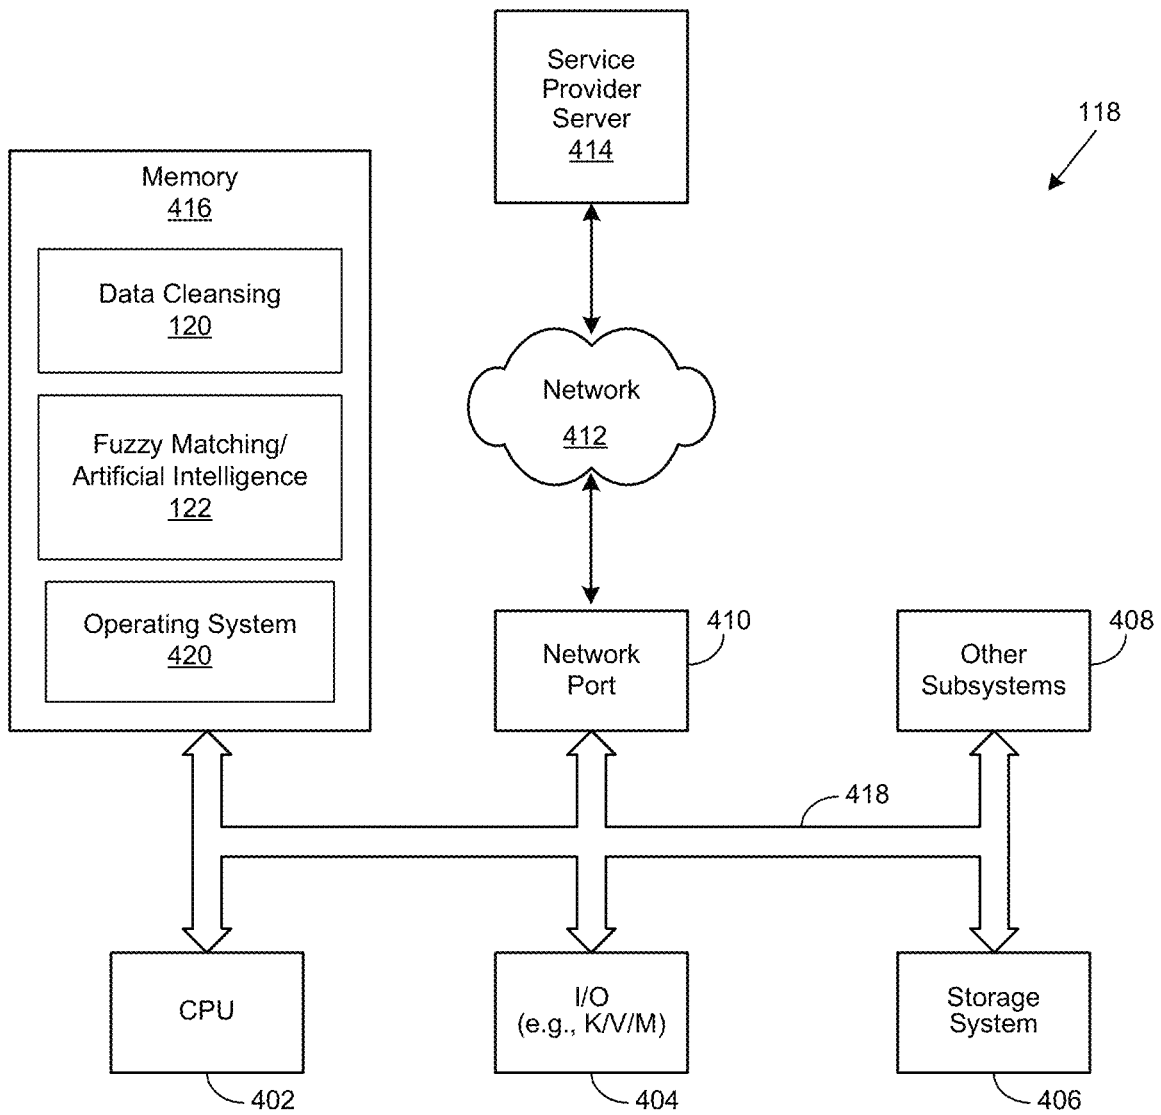 Service
Provider
Server
414
118
Memory
416
Data Cleansing
120
Fuzzy Matching/
Artificial Intelligence
122
Operating System
420
Network
412
Network
Port
410
Other
Subsystems
408
418
CPU
402
I/O
(e.g., K/V/M)
404
Storage
System
406